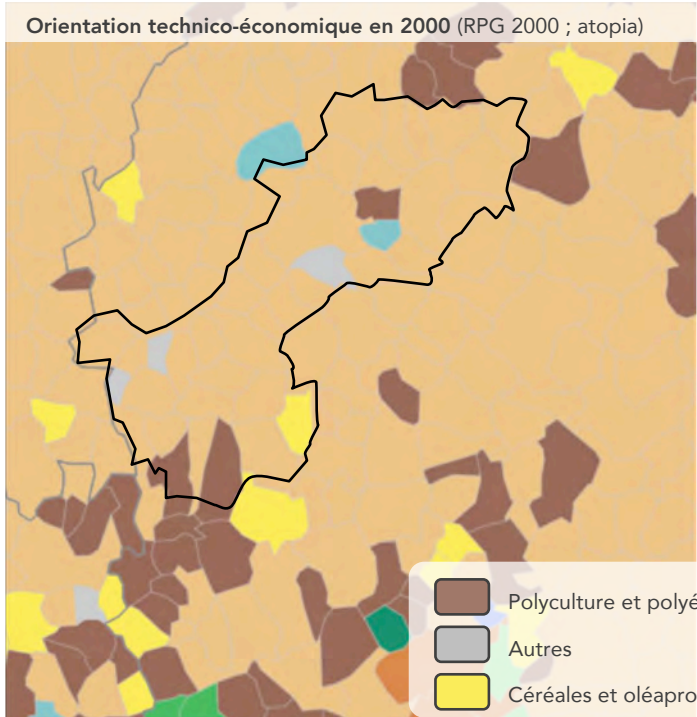 Orientation technico-économique en 2000 (RPG 2000 ; atopia)
Polyculture et polyé
Autres
Céréales et oléapro